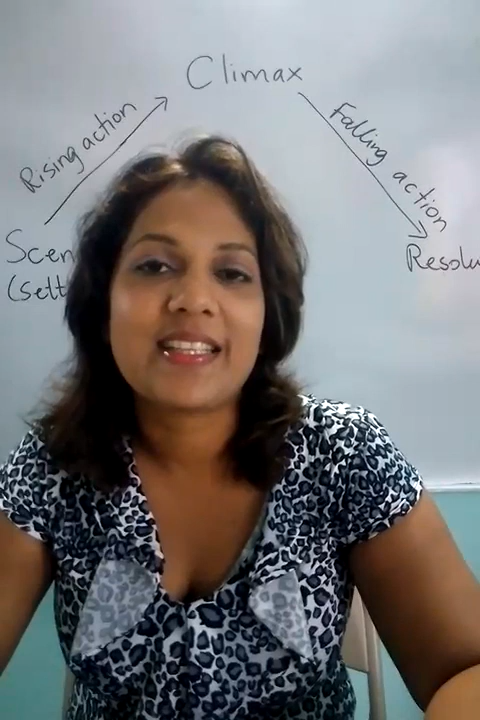 Climax
Rising action
Falling action
Scen
(sett
Resolu